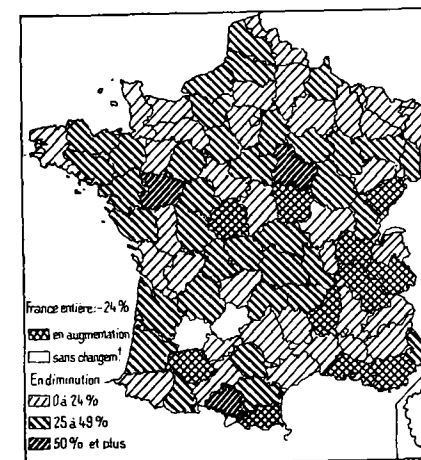 France entière: -24 %
en augmentation
sans changem.t
En diminution
0 à 24 %
25 à 49 %
50 % et plus